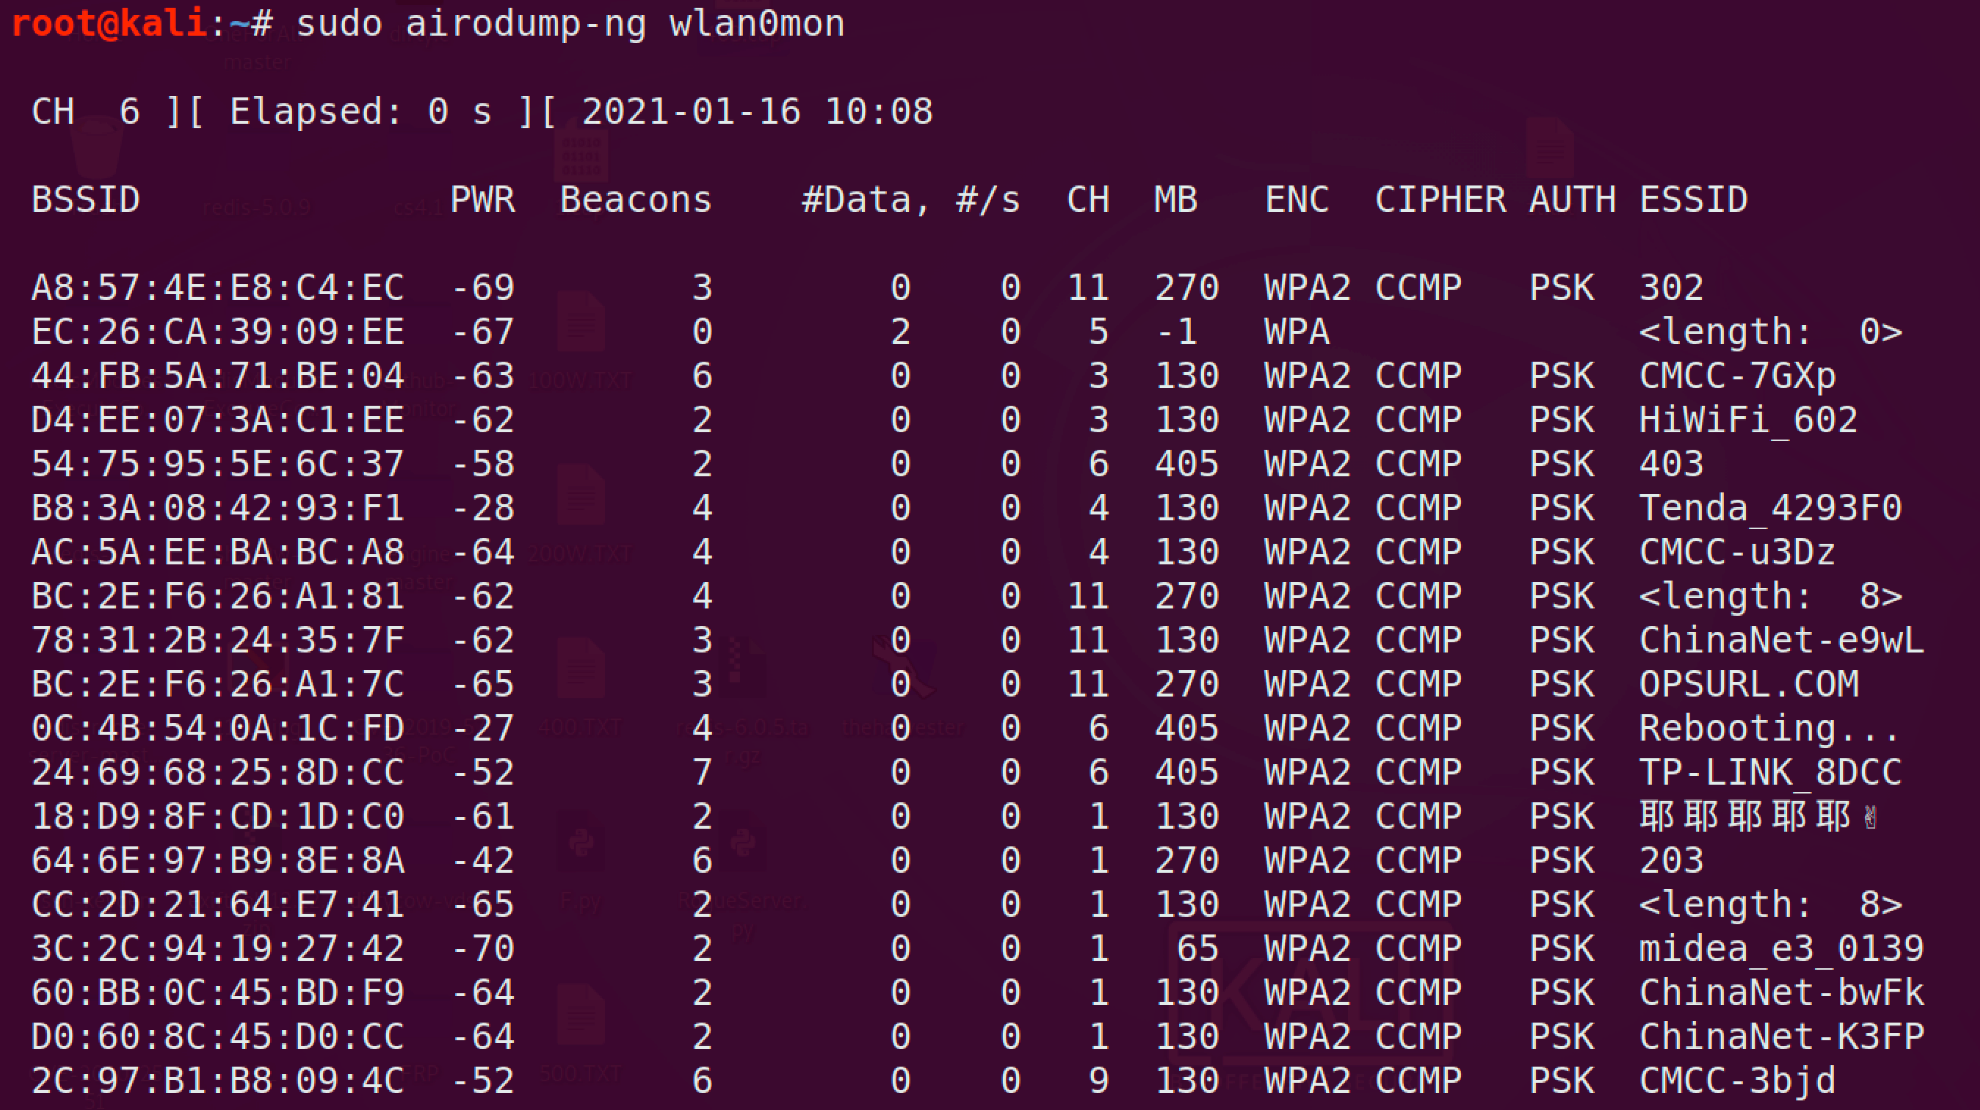 root@kali:~# sudo airodump-ng wlan0mon
CH  6 ][ Elapsed: 0 s ][ 2021-01-16 10:08
BSSID              PWR  Beacons    #Data, #/s  CH  MB   ENC  CIPHER AUTH ESSID
A8:57:4E:E8:C4:EC  -69        3        0    0  11  270  WPA2 CCMP   PSK  302
EC:26:CA:39:09:EE  -67        0        2    0   5  -1   WPA              <length:  0>
44:FB:5A:71:BE:04  -63        6        0    0   3  130  WPA2 CCMP   PSK  CMCC-7GXp
D4:EE:07:3A:C1:EE  -62        2        0    0   3  130  WPA2 CCMP   PSK  HiWiFi_602
54:75:95:5E:6C:37  -58        2        0    0   6  405  WPA2 CCMP   PSK  403
B8:3A:08:42:93:F1  -28        4        0    0   4  130  WPA2 CCMP   PSK  Tenda_4293F0
AC:5A:EE:BA:BC:A8  -64        4        0    0   4  130  WPA2 CCMP   PSK  CMCC-u3Dz
BC:2E:F6:26:A1:81  -62        4        0    0  11  270  WPA2 CCMP   PSK  <length:  8>
78:31:2B:24:35:7F  -62        3        0    0  11  130  WPA2 CCMP   PSK  ChinaNet-e9wL
BC:2E:F6:26:A1:7C  -65        3        0    0  11  270  WPA2 CCMP   PSK  OPSURL.COM
0C:4B:54:0A:1C:FD  -27        4        0    0   6  405  WPA2 CCMP   PSK  Rebooting...
24:69:68:25:8D:CC  -52        7        0    0   6  405  WPA2 CCMP   PSK  TP-LINK_8DCC
18:D9:8F:CD:1D:C0  -61        2        0    0   1  130  WPA2 CCMP   PSK  耶耶耶耶耶✌
64:6E:97:B9:8E:8A  -42        6        0    0   1  270  WPA2 CCMP   PSK  203
CC:2D:21:64:E7:41  -65        2        0    0   1  130  WPA2 CCMP   PSK  <length:  8>
3C:2C:94:19:27:42  -70        2        0    0   1   65  WPA2 CCMP   PSK  midea_e3_0139
60:BB:0C:45:BD:F9  -64        2        0    0   1  130  WPA2 CCMP   PSK  ChinaNet-bwFk
D0:60:8C:45:D0:CC  -64        2        0    0   1  130  WPA2 CCMP   PSK  ChinaNet-K3FP
2C:97:B1:B8:09:4C  -52        6        0    0   9  130  WPA2 CCMP   PSK  CMCC-3bjd